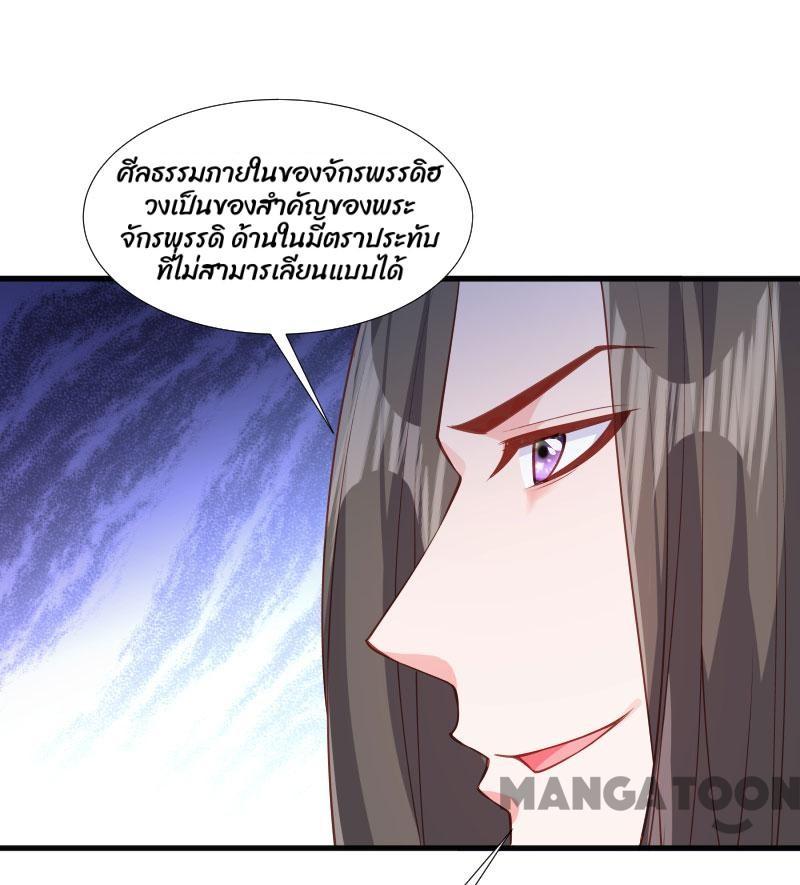 ศีลธรรมภายในของจักรพรรดิฮ
วงเป็นของสำคัญของพระ
จักรพรรดิ ด้านในมีตราประทับ
ที่ไม่สามารเลียนแบบได้
MANGATOON